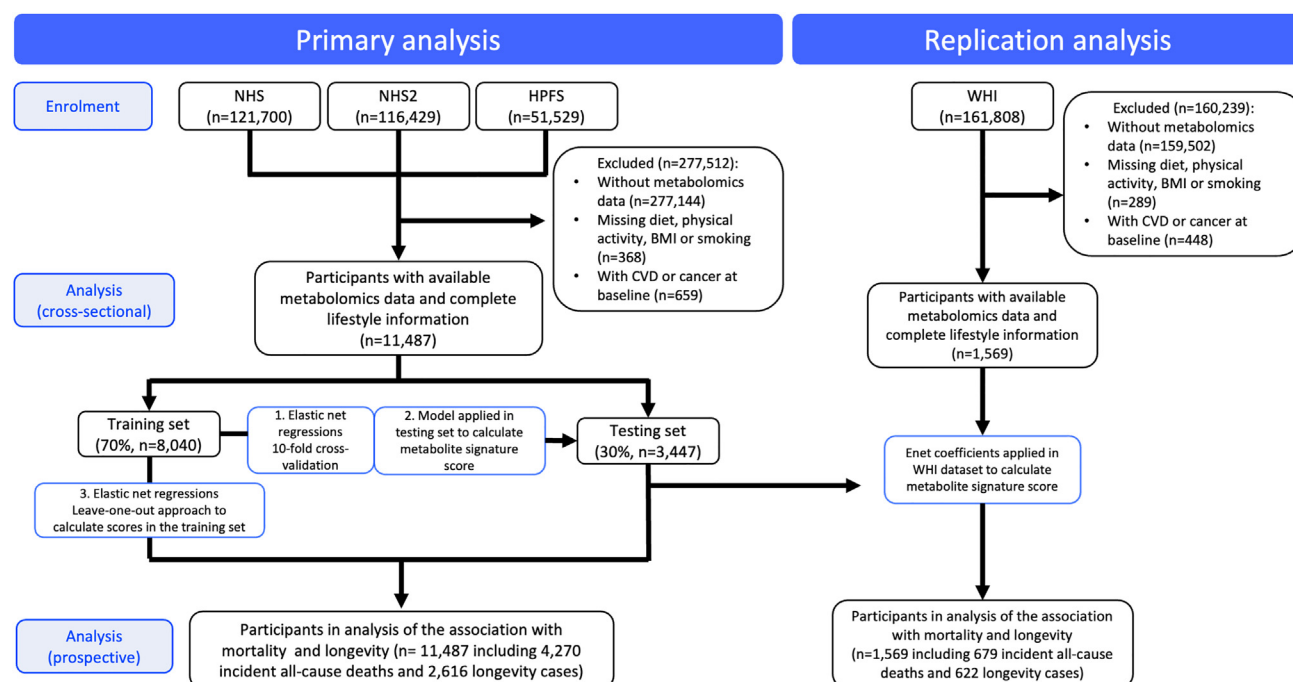 Primary analysis
Replication analysis
Enrolment
NHS
(n=121,700)
NHS2
(n=116,429)
HPFS
(n=51,529)
WHI
(n=161,808)
Excluded (n=277,512):
• Without metabolomics
data (n=277,144)
• Missing diet, physical
activity, BMI or smoking
(n=368)
• With CVD or cancer at
baseline (n=659)
Excluded (n=160,239):
• Without metabolomics
data (n=159,502)
• Missing diet, physical
activity, BMI or smoking
(n=289)
• With CVD or cancer at
baseline (n=448)
Analysis
(cross-sectional)
Participants with available
metabolomics data and complete
lifestyle information
(n=11,487)
Participants with available
metabolomics data and
complete lifestyle information
(n=1,569)
Training set
(70%, n=8,040)
1. Elastic net
regressions
10-fold cross-
validation
2. Model applied in
testing set to calculate
metabolite signature
score
Testing set
(30%, n=3,447)
3. Elastic net regressions
Leave-one-out approach to
calculate scores in the training set
Enet coefficients applied in
WHI dataset to calculate
metabolite signature score
Analysis
(prospective)
Participants in analysis of the association with
mortality and longevity (n= 11,487 including 4,270
incident all-cause deaths and 2,616 longevity cases)
Participants in analysis of the association
with mortality and longevity
(n=1,569 including 679 incident all-cause
deaths and 622 longevity cases)